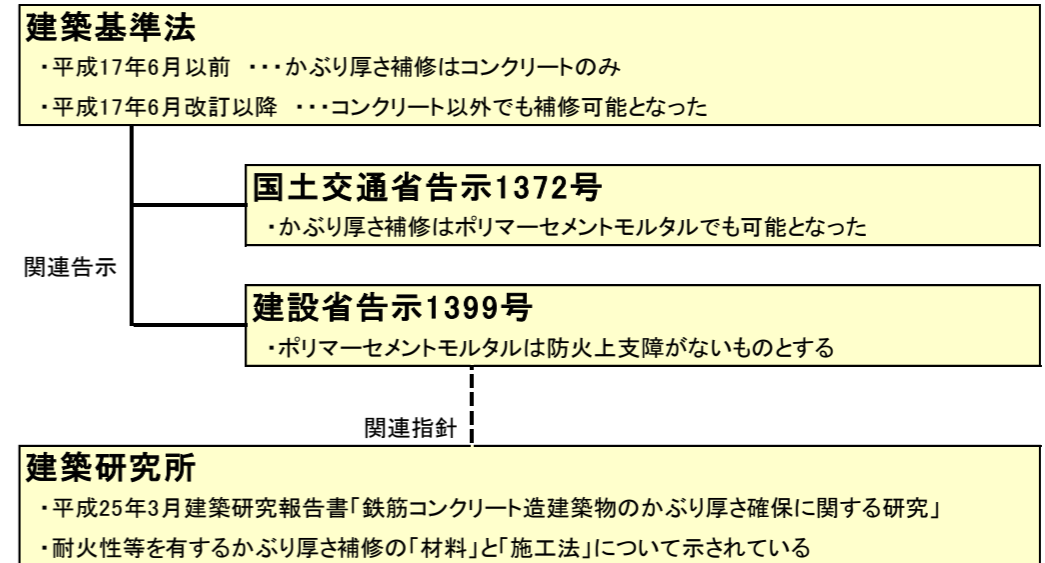 建築基準法
・平成17年6月以前 ・・・かぶり厚さ補修はコンクリートのみ
・平成17年6月改訂以降 ・・・コンクリート以外でも補修可能となった
国土交通省告示1372号
・かぶり厚さ補修はポリマーセメントモルタルでも可能となった
関連告示
建設省告示1399号
・ポリマーセメントモルタルは防火上支障がないものとする
関連指針
建築研究所
・平成25年3月建築研究報告書「鉄筋コンクリート造建築物のかぶり厚さ確保に関する研究」
・耐火性等を有するかぶり厚さ補修の「材料」と「施工法」について示されている